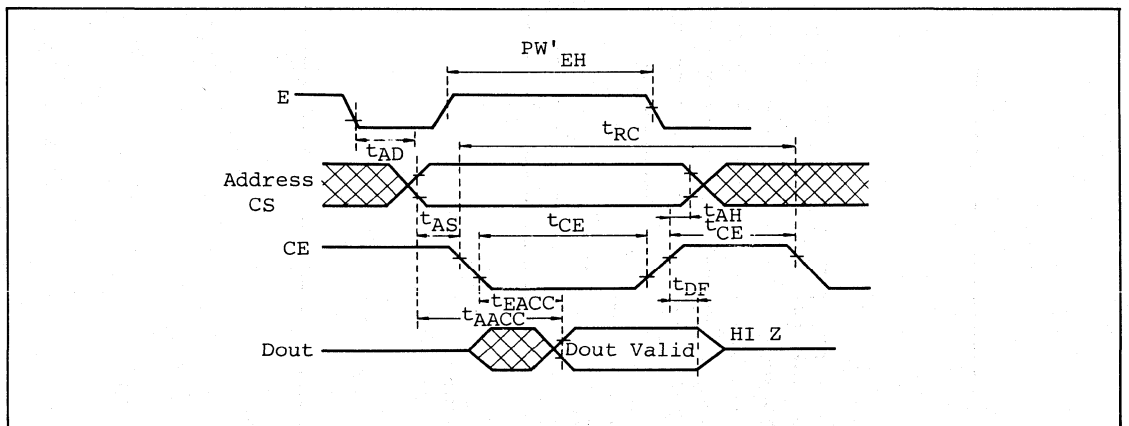 PW'EH
E
tRC
tAD
Address
CS
tAH
tAS
tCE
tCE
CE
tDF
tEACC
tAACC
Dout
Dout Valid
HI Z